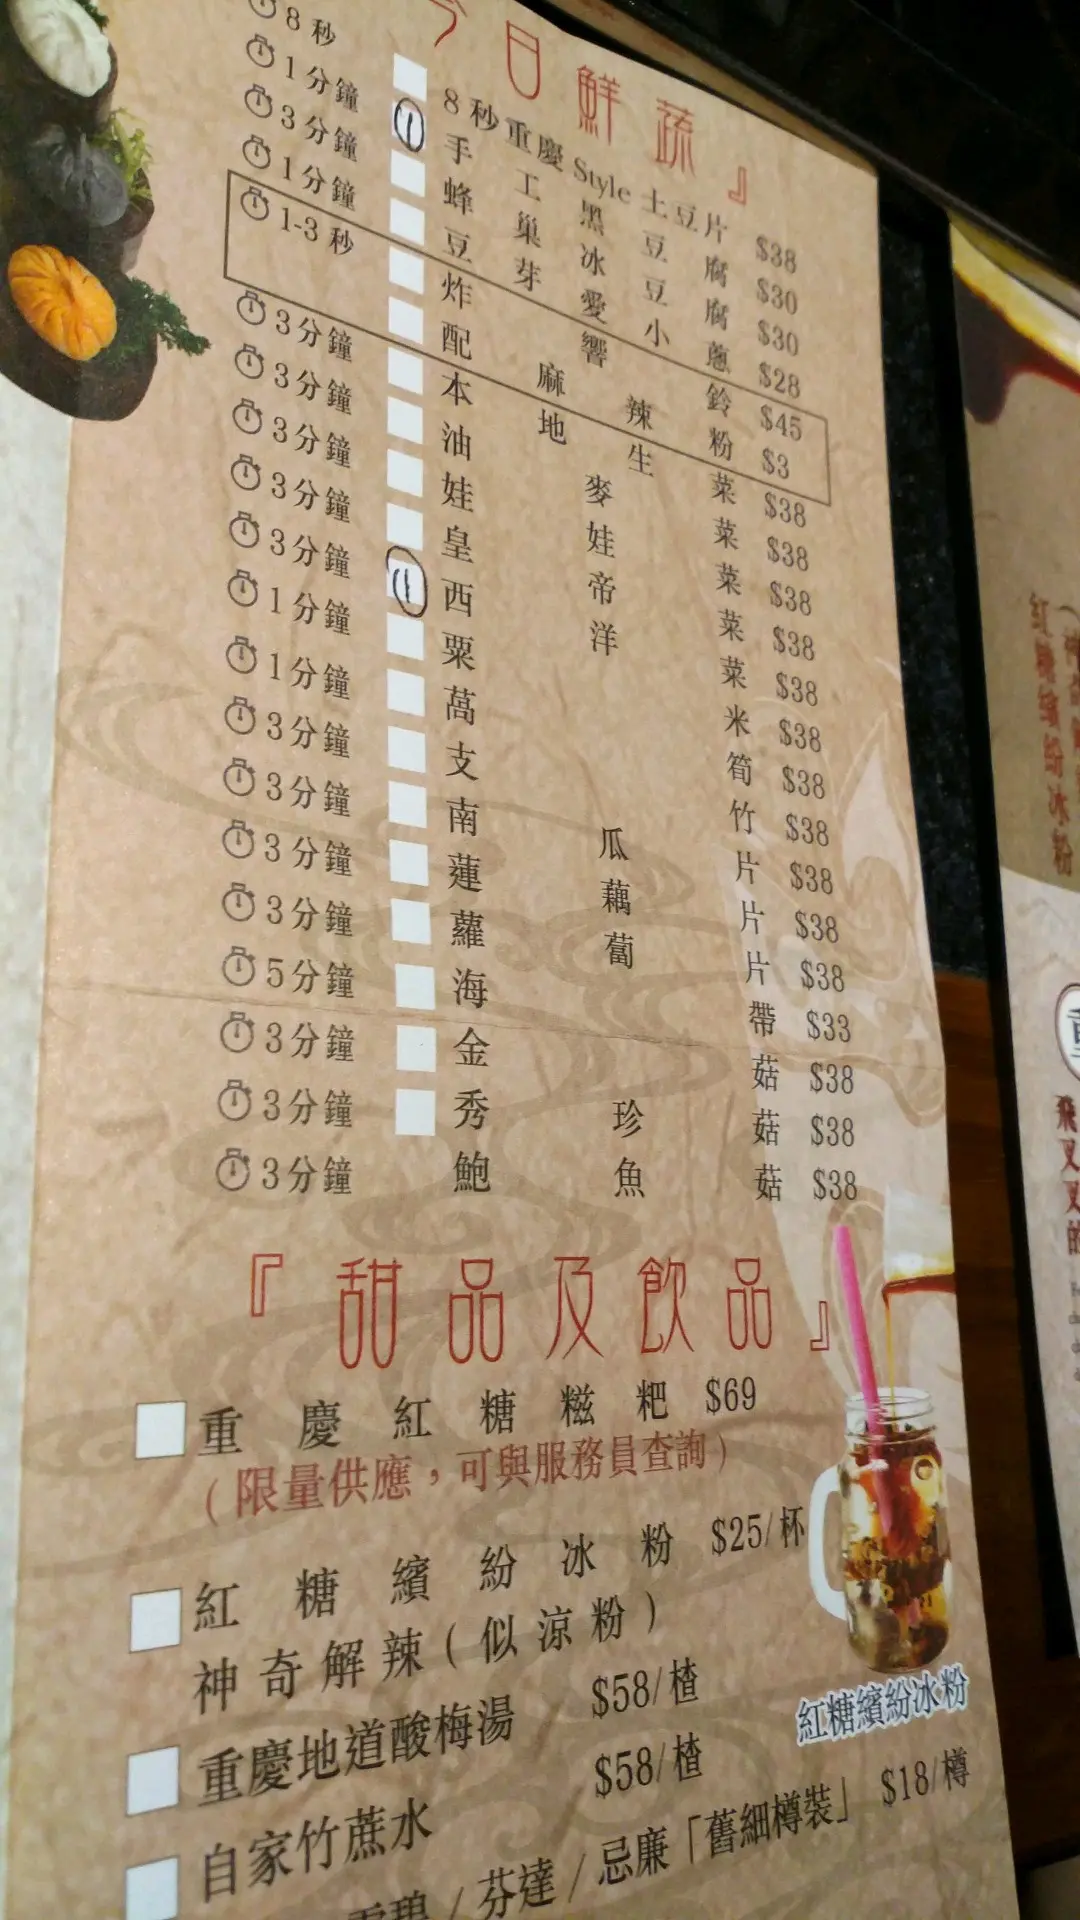 今日鮮蔬』
8秒 8秒重慶Style土豆片 $38
1分鐘 1 手工黑豆腐 $30
3分鐘 蜂巢冰豆腐 $30
1分鐘 豆芽愛小蔥 $28
1-3秒 炸響鈴 $45
配麻辣粉 $3
3分鐘 本地生菜 $38
3分鐘 油麥菜 $38
3分鐘 娃娃菜 $38
3分鐘 皇帝菜 $38
3分鐘 1 西洋菜 $38
1分鐘 粟米 $38
1分鐘 萵筍 $38
3分鐘 支竹 $38
3分鐘 南瓜片 $38
3分鐘 蓮藕片 $38
3分鐘 蘿蔔片 $38
5分鐘 海帶 $33
3分鐘 金菇 $38
3分鐘 秀珍菇 $38
3分鐘 鮑魚菇 $38
『甜品及飲品』
重慶紅糖糍粑 $69
(限量供應，可與服務員查詢)
紅糖繽紛冰粉 $25/杯
神奇解辣(似涼粉)
重慶地道酸梅湯 $58/楂
自家竹蔗水 $58/楂
芬達/忌廉「舊細樽裝」 $18/樽
紅糖繽紛冰粉
紅糖繽紛冰粉